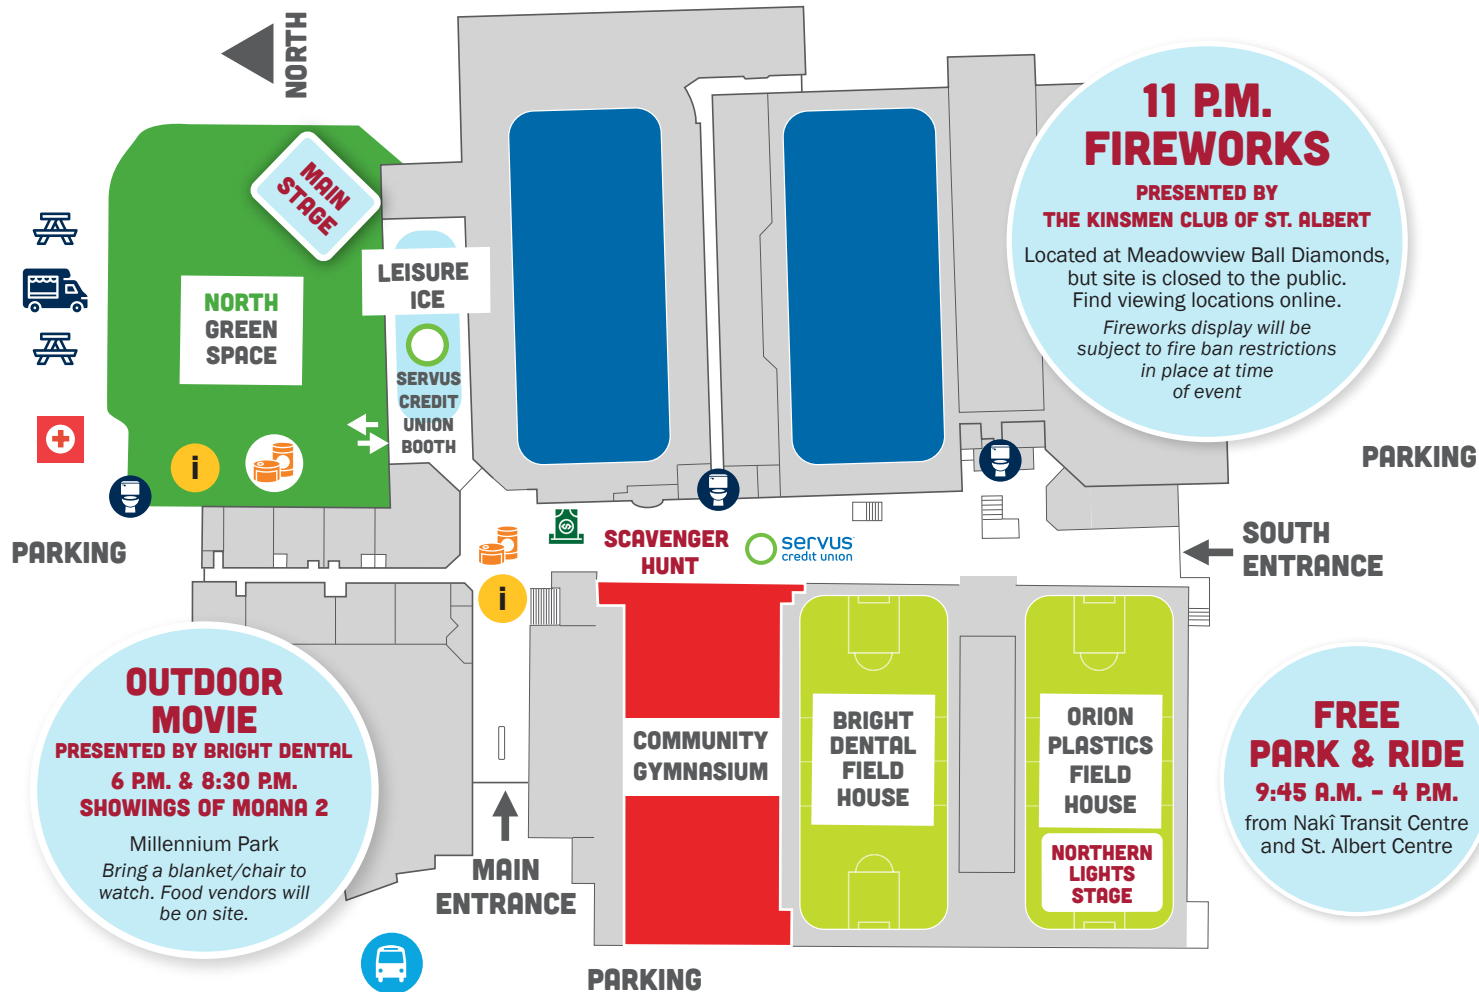 NORTH
MAIN
STAGE
LEISURE
ICE
NORTH
GREEN
SPACE
SERVUS
CREDIT
UNION
BOOTH
i
11 P.M.
FIREWORKS
PRESENTED BY
THE KINSMEN CLUB OF ST. ALBERT
Located at Meadowview Ball Diamonds,
but site is closed to the public.
Find viewing locations online.
Fireworks display will be
subject to fire ban restrictions
in place at time
of event
PARKING
PARKING
SCAVENGER
HUNT
servus
credit union
SOUTH
ENTRANCE
i
OUTDOOR
MOVIE
PRESENTED BY BRIGHT DENTAL
6 P.M. & 8:30 P.M.
SHOWINGS OF MOANA 2
Millennium Park
Bring a blanket/chair to
watch. Food vendors will
be on site.
MAIN
ENTRANCE
COMMUNITY
GYMNASIUM
BRIGHT
DENTAL
FIELD
HOUSE
ORION
PLASTICS
FIELD
HOUSE
NORTHERN
LIGHTS
STAGE
FREE
PARK & RIDE
9:45 A.M. – 4 P.M.
from Nakî Transit Centre
and St. Albert Centre
PARKING